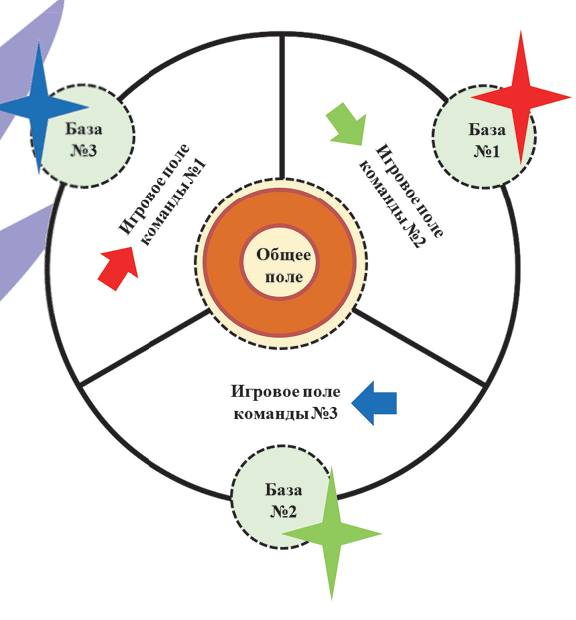 База
№3
База
№1
Игровое поле
команды №1
Игровое поле
команды №2
Общее
поле
Игровое поле
команды №3
База
№2